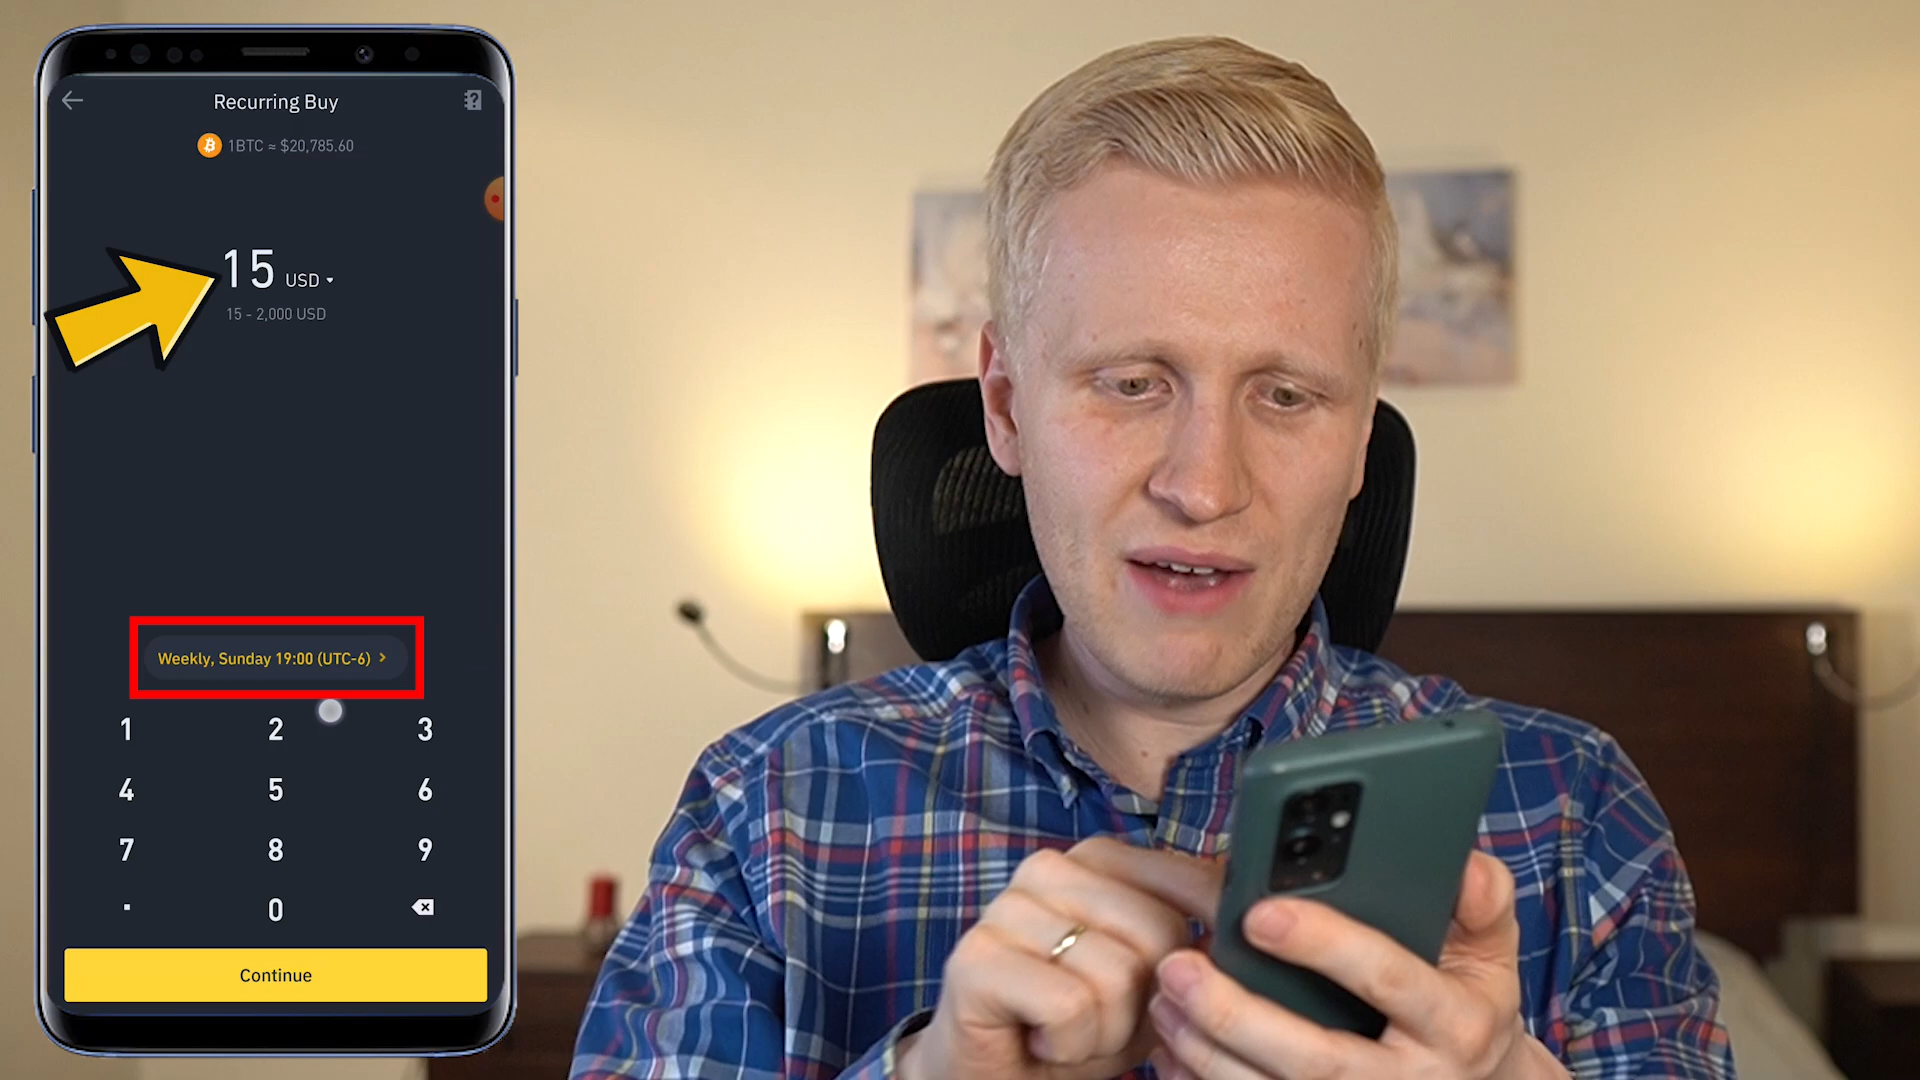 Recurring Buy
1BTC ≈ $20,785.60
15 USD
15 - 2,000 USD
Weekly, Sunday 19:00 (UTC-6) >
1 2 3
4 5 6
7 8 9
. 0
Continue